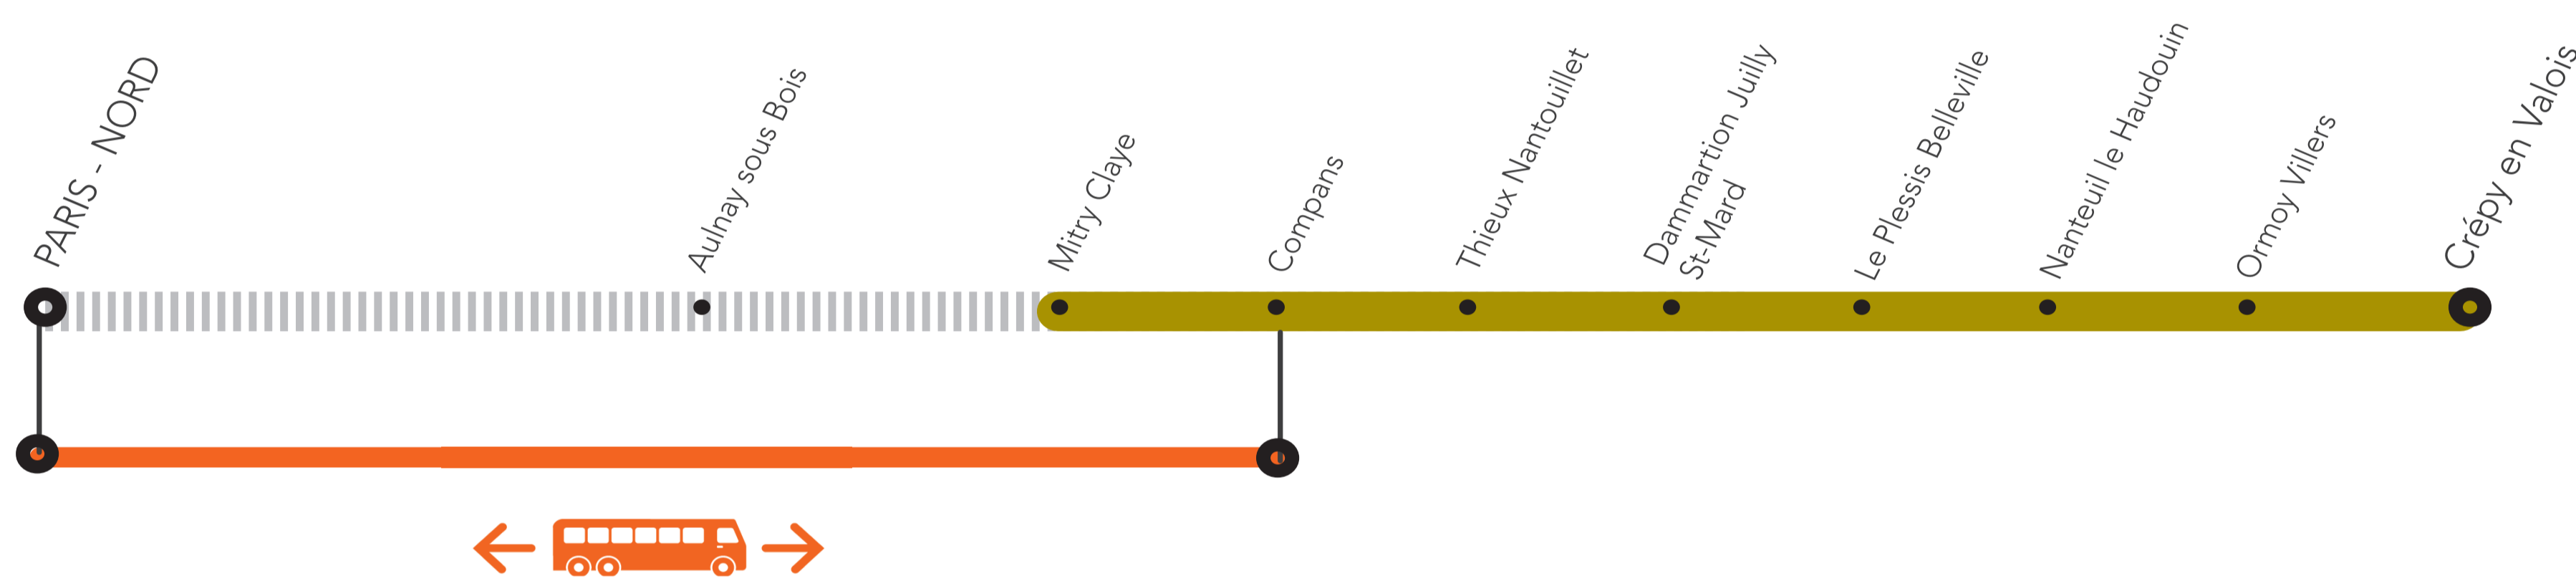 PARIS - NORD
Aulnay sous Bois
Mitry Claye
Compans
Thieux Nantouillet
Dammartion Juilly
St-Mard
Le Plessis Belleville
Nanteuil le Haudouin
Ormoy Villers
Crépy en Valois